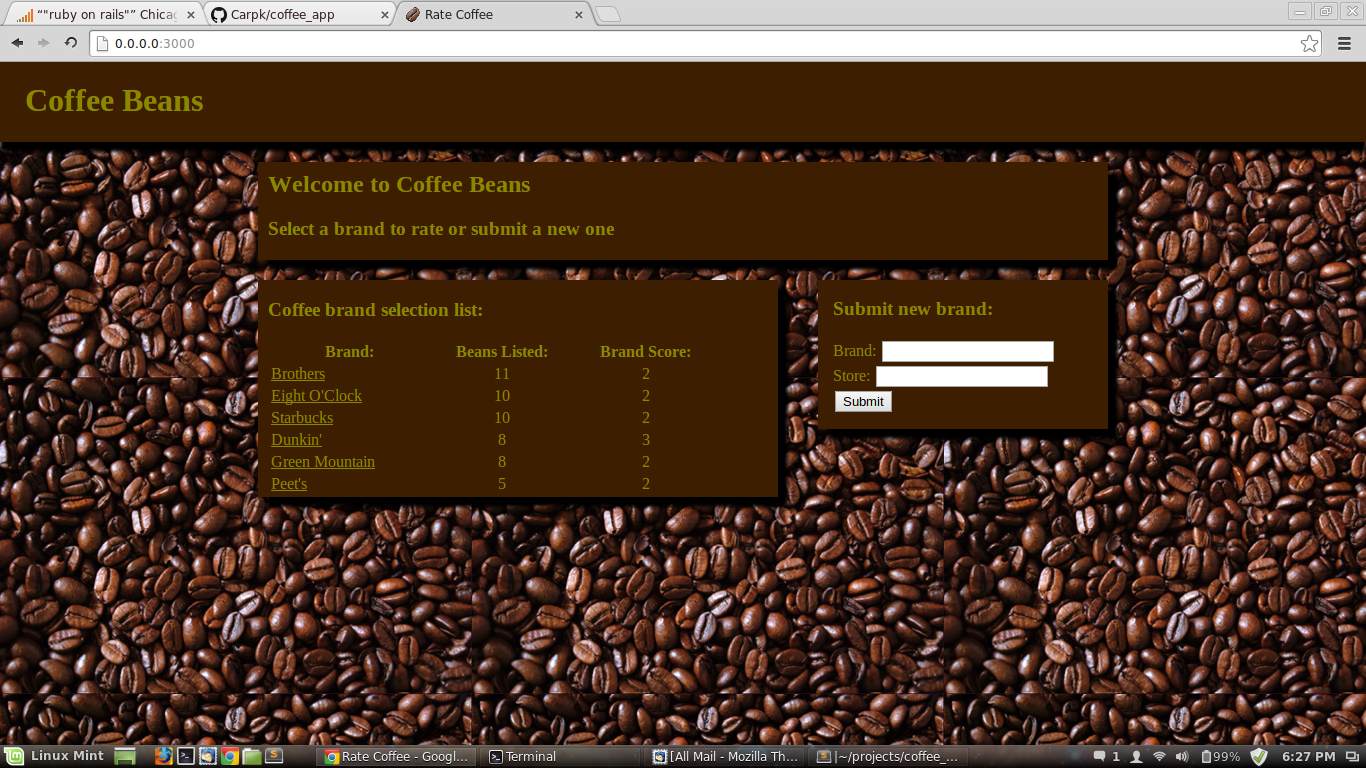 “"ruby on rails"” Chicag
Carpk/coffee_app
Rate Coffee
0.0.0.0:3000
Coffee Beans
Welcome to Coffee Beans
Select a brand to rate or submit a new one
Coffee brand selection list:
Brand: Beans Listed: Brand Score:
Brothers 11 2
Eight O'Clock 10 2
Starbucks 10 2
Dunkin' 8 3
Green Mountain 8 2
Peet's 5 2
Submit new brand:
Brand:
Store:
Submit
Linux Mint
Rate Coffee - Googl...
Terminal
[All Mail - Mozilla Th...
~/projects/coffee_...
1
99%
6:27 PM